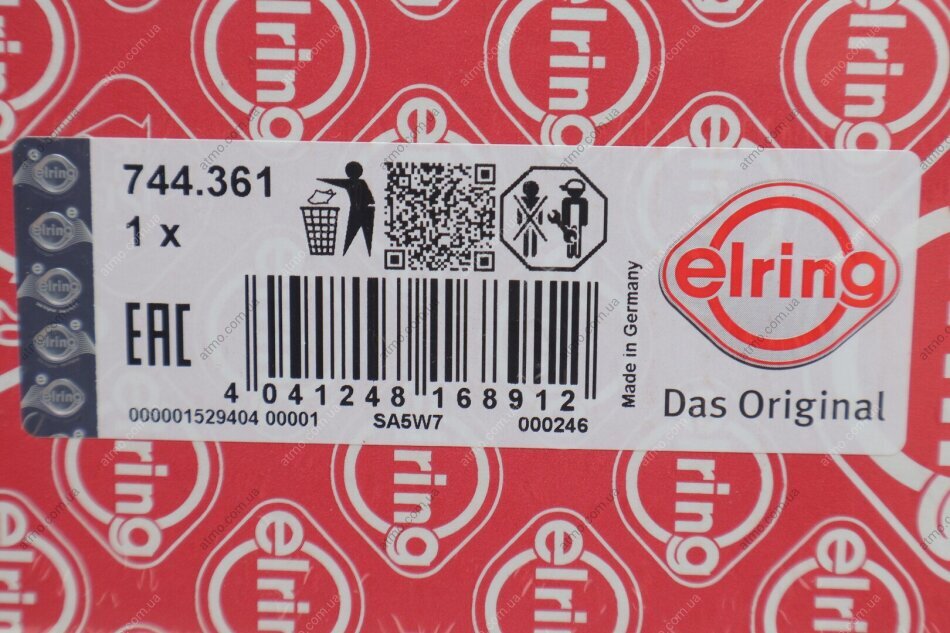 744.361
1 x
EAC
4 041248 168912
000001529404 00001 SA5W7 000246
Made in Germany
elring
Das Original